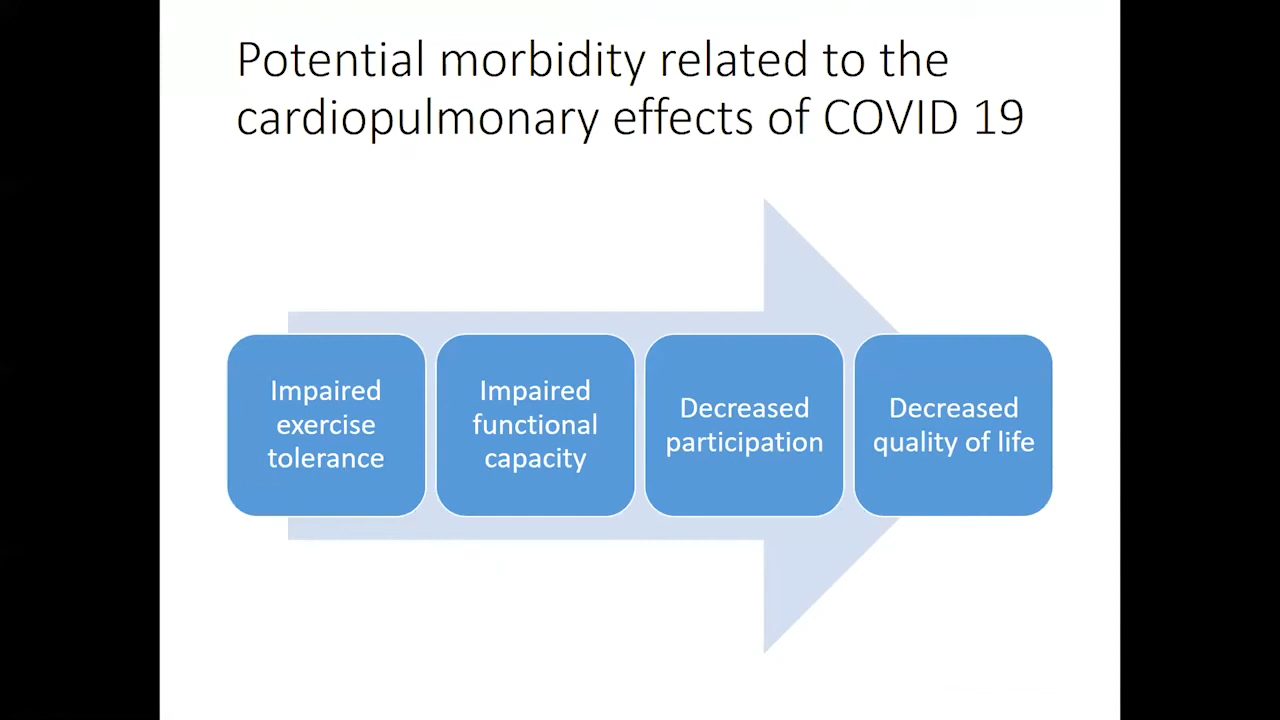 Potential morbidity related to the
cardiopulmonary effects of COVID 19
Impaired
exercise
tolerance
Impaired
functional
capacity
Decreased
participation
Decreased
quality of life